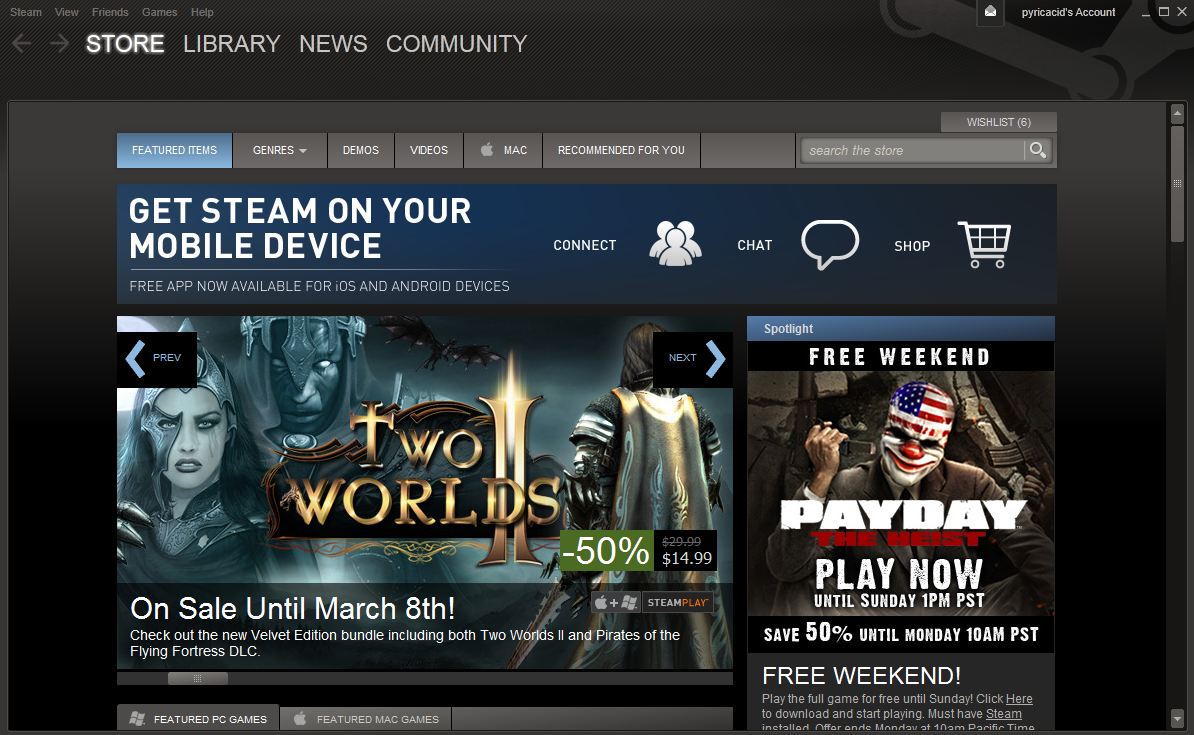 Steam View Friends Games Help
pyricacid's Account
STORE LIBRARY NEWS COMMUNITY
WISHLIST (6)
FEATURED ITEMS GENRES DEMOS VIDEOS MAC RECOMMENDED FOR YOU search the store
GET STEAM ON YOUR
MOBILE DEVICE
FREE APP NOW AVAILABLE FOR iOS AND ANDROID DEVICES
CONNECT CHAT SHOP
PREV
NEXT
TWO
WORLDS
II
-50%
$29.99
$14.99
On Sale Until March 8th!
+ STEAMPLAY™
Check out the new Velvet Edition bundle including both Two Worlds II and Pirates of the
Flying Fortress DLC.
FEATURED PC GAMES FEATURED MAC GAMES
Spotlight
FREE WEEKEND
PAYDAY
THE HEIST
PLAY NOW
UNTIL SUNDAY 1PM PST
SAVE 50% UNTIL MONDAY 10AM PST
FREE WEEKEND!
Play the full game for free until Sunday! Click Here
to download and start playing. Must have Steam
installed. Offer ends Monday at 10am Pacific Time.